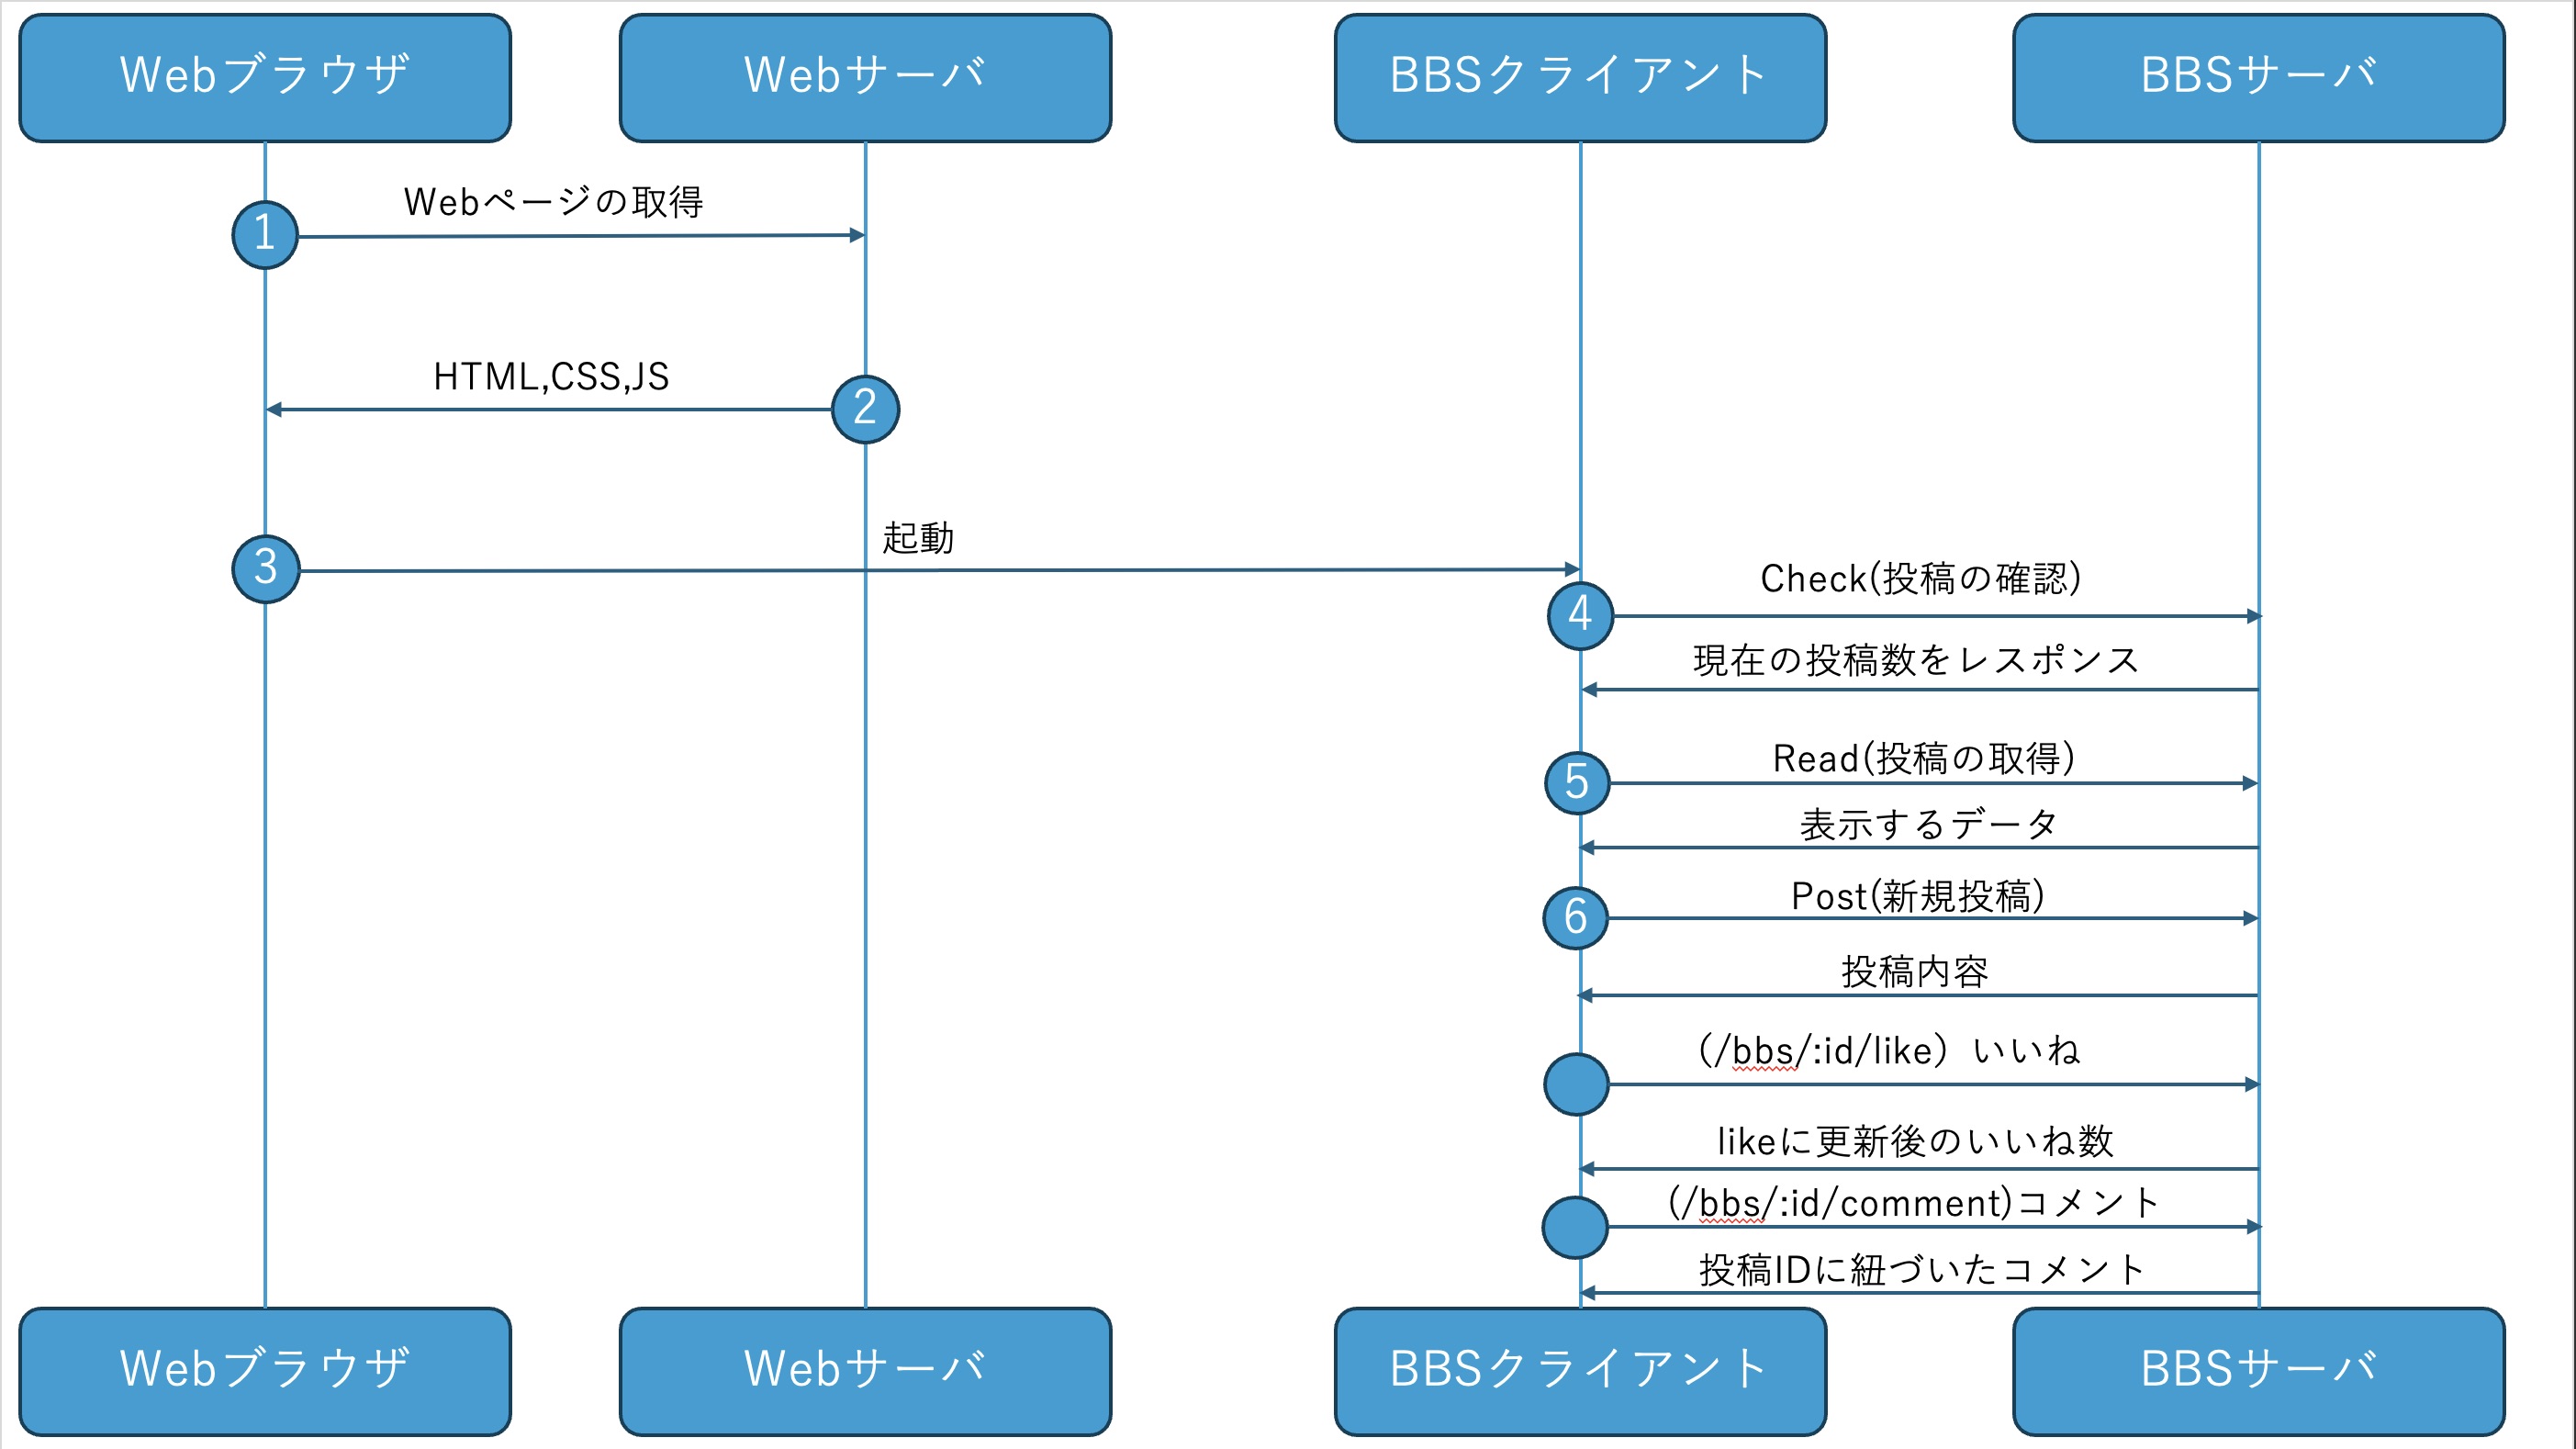 Webブラウザ
Webサーバ
BBSクライアント
BBSサーバ
Webページの取得
1
HTML,CSS,JS
2
起動
3
Check(投稿の確認)
4
現在の投稿数をレスポンス
Read(投稿の取得)
5
表示するデータ
Post(新規投稿)
6
投稿内容
(/bbs/:id/like）いいね
likeに更新後のいいね数
(/bbs/:id/comment)コメント
投稿IDに紐づいたコメント
Webブラウザ
Webサーバ
BBSクライアント
BBSサーバ